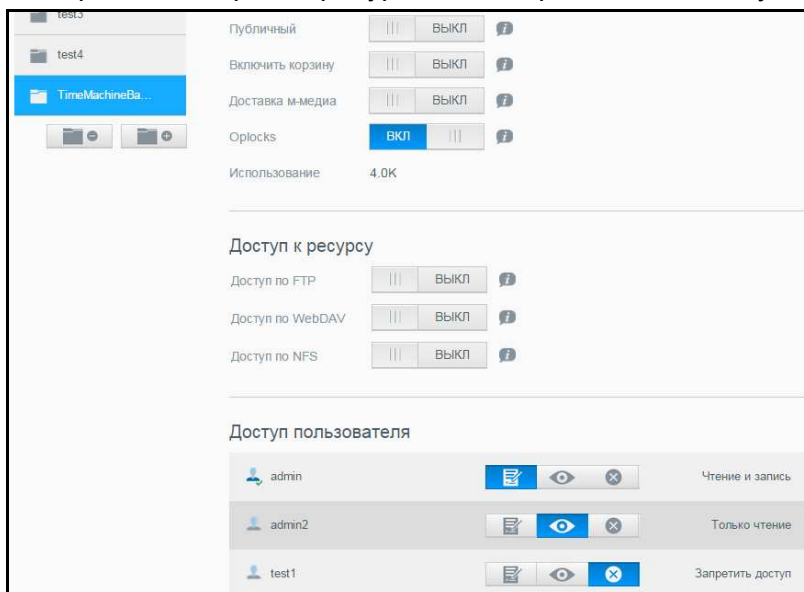 test3
test4
TimeMachineBa...
Публичный ВЫКЛ
Включить корзину ВЫКЛ
Доставка м-медиа ВЫКЛ
Oplocks ВКЛ
Использование 4.0K
Доступ к ресурсу
Доступ по FTP ВЫКЛ
Доступ по WebDAV ВЫКЛ
Доступ по NFS ВЫКЛ
Доступ пользователя
admin Чтение и запись
admin2 Только чтение
test1 Запретить доступ